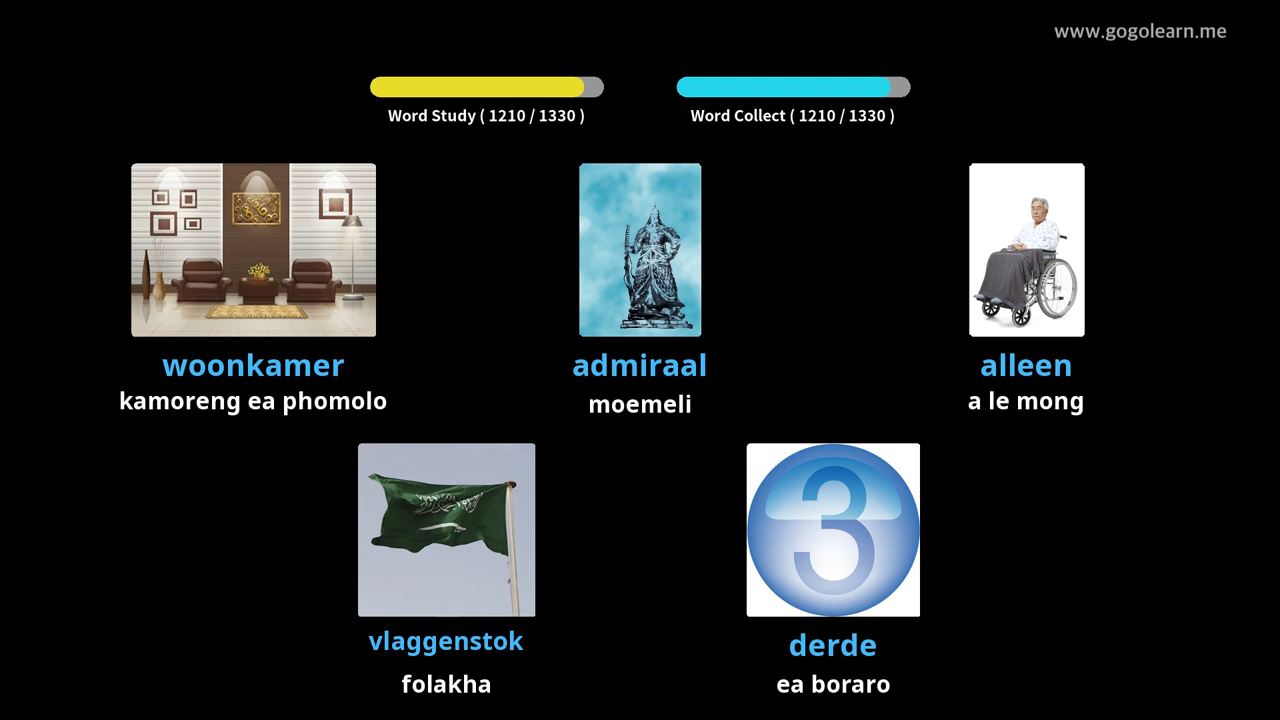 www.gogolearn.me
Word Study ( 1210 / 1330 )
Word Collect ( 1210 / 1330 )
woonkamer
admiraal
alleen
kamoreng ea phomolo
moemeli
a le mong
3
vlaggenstok
derde
folakha
ea boraro